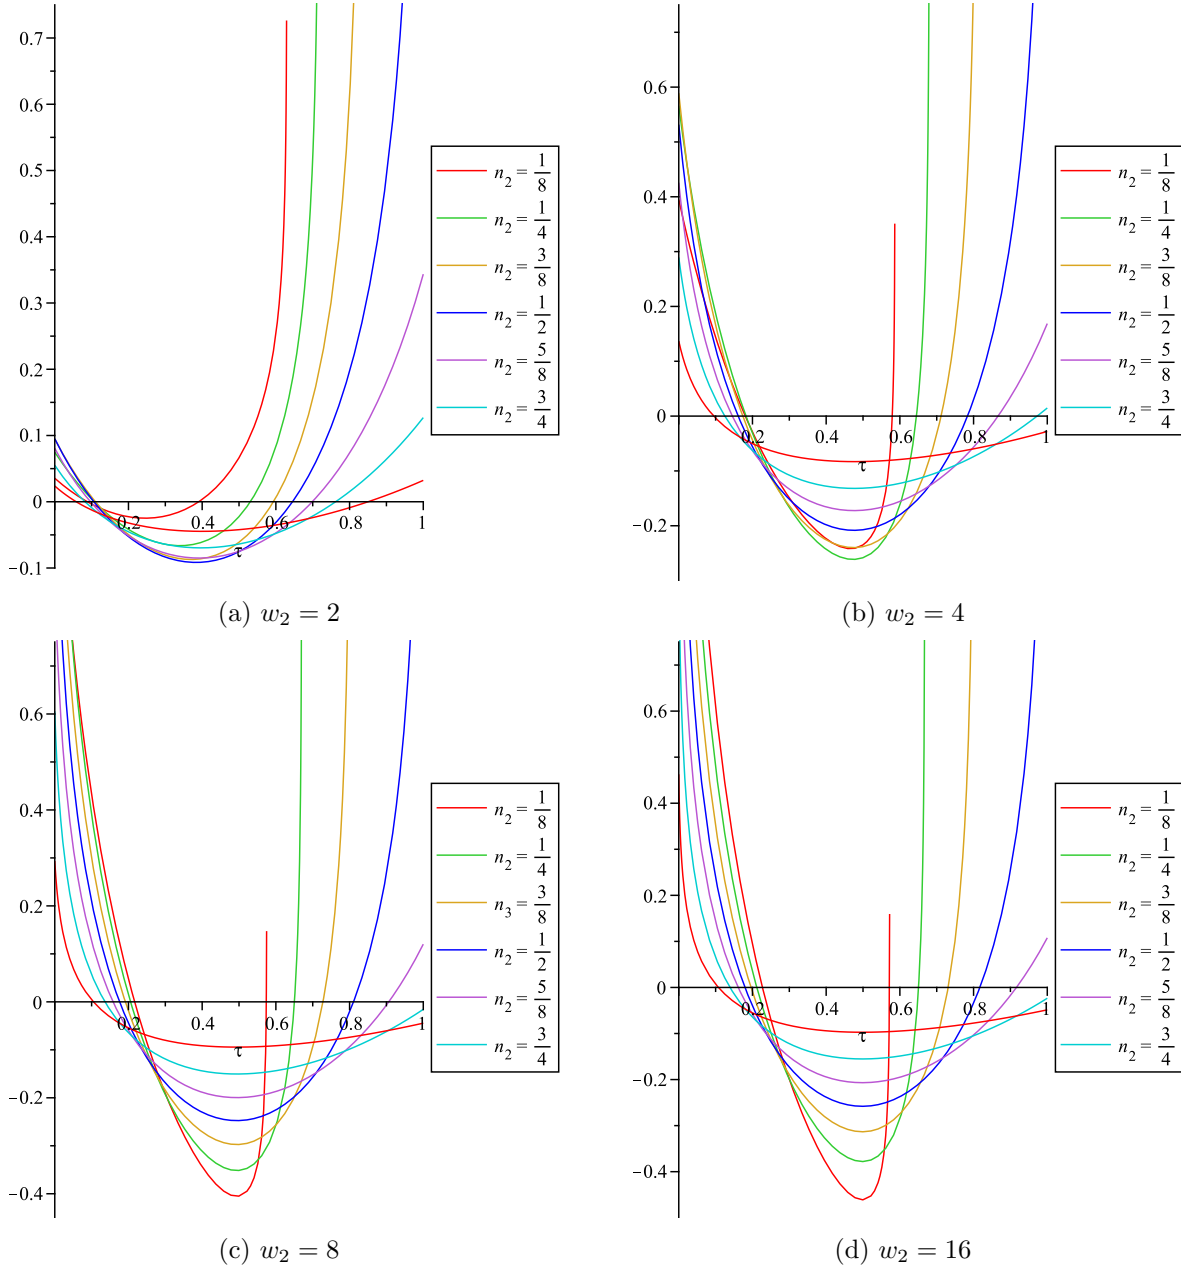 0.7
0.6
0.5
0.4
0.3
0.2
0.1
0
−0.1
0.2
0.4
0.6
0.8
1
τ
n2 = 1/8
n2 = 1/4
n2 = 3/8
n2 = 1/2
n2 = 5/8
n2 = 3/4
(a) w2 = 2
0.6
0.4
0.2
0
−0.2
0.2
0.4
0.6
0.8
1
τ
n2 = 1/8
n2 = 1/4
n2 = 3/8
n2 = 1/2
n2 = 5/8
n2 = 3/4
(b) w2 = 4
0.6
0.4
0.2
0
−0.2
−0.4
0.2
0.4
0.6
0.8
1
τ
n2 = 1/8
n2 = 1/4
n3 = 3/8
n2 = 1/2
n2 = 5/8
n2 = 3/4
(c) w2 = 8
0.6
0.4
0.2
0
−0.2
−0.4
0.2
0.4
0.6
0.8
1
τ
n2 = 1/8
n2 = 1/4
n2 = 3/8
n2 = 1/2
n2 = 5/8
n2 = 3/4
(d) w2 = 16